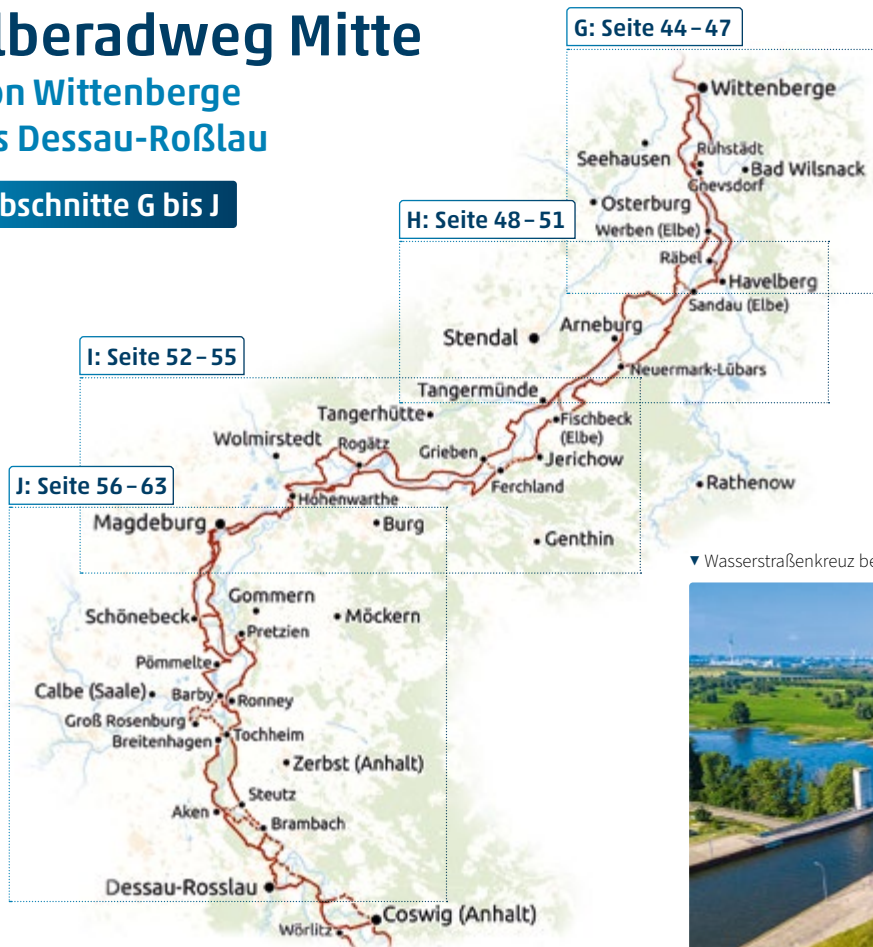 lberadweg Mitte
on Wittenberge
s Dessau-Roßlau
bschnitte G bis J
G: Seite 44–47
Wittenberge
Rühstädt
Seehausen
Bad Wilsnack
Gnevsdorf
Osterburg
H: Seite 48–51
Werben (Elbe)
Räbel
Havelberg
Sandau (Elbe)
Arneburg
Stendal
I: Seite 52–55
Neuermark-Lübars
Tangermünde
Tangerhütte
Fischbeck
(Elbe)
Wolmirstedt
Rogätz
Grieben
Jerichow
J: Seite 56–63
Ferchland
Rathenow
Hohenwarthe
Magdeburg
Burg
Genthin
▼ Wasserstraßenkreuz be
Gommern
Schönebeck
Möckern
Pretzien
Pömmelte
Calbe (Saale)
Barby
Ronney
Groß Rosenburg
Tochheim
Breitenhagen
Zerbst (Anhalt)
Steutz
Aken
Brambach
Dessau-Rosslau
Coswig (Anhalt)
Wörlitz